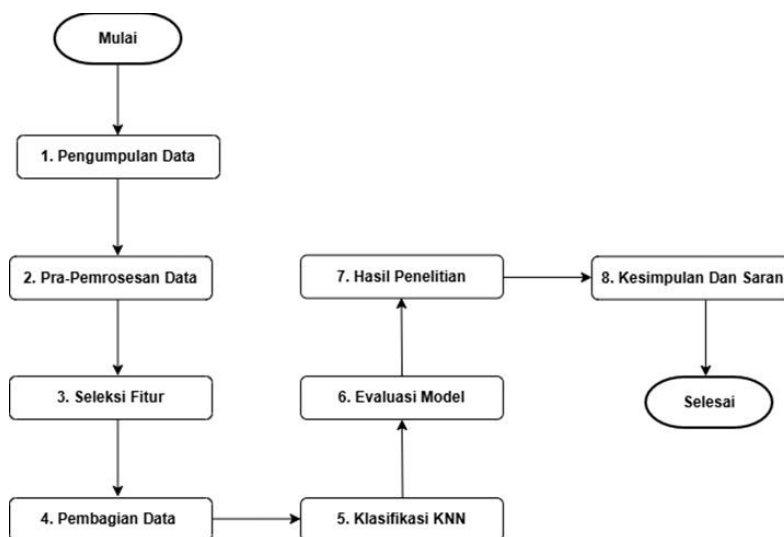 Mulai
1. Pengumpulan Data
2. Pra-Pemrosesan Data
3. Seleksi Fitur
4. Pembagian Data
5. Klasifikasi KNN
6. Evaluasi Model
7. Hasil Penelitian
8. Kesimpulan Dan Saran
Selesai